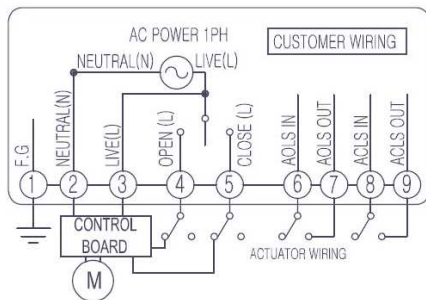 AC POWER 1PH
CUSTOMER WIRING
NEUTRAL(N)
LIVE(L)
F.G
NEUTRAL(N)
LIVE(L)
OPEN (L)
CLOSE (L)
AOLS IN
AOLS OUT
ACLS IN
ACLS OUT
1 2 3 4 5 6 7 8 9
CONTROL
BOARD
ACTUATOR WIRING
M